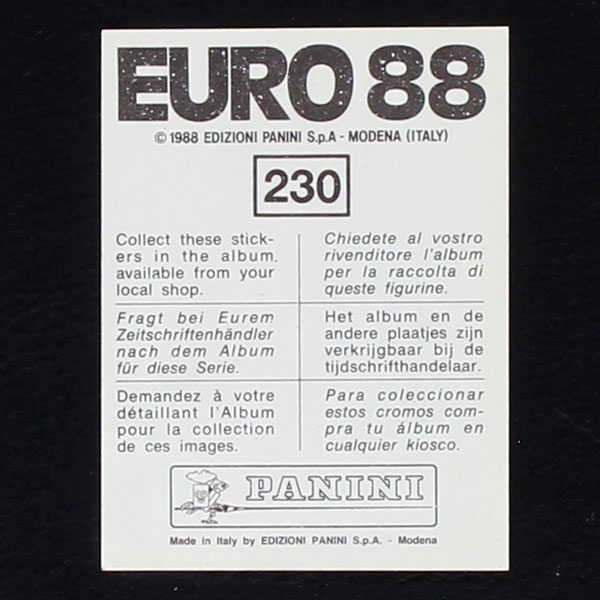 EURO 88
© 1988 EDIZIONI PANINI S.p.A - MODENA (ITALY)
230
Collect these stick-
ers in the album.
available from your
local shop.
Chiedete al vostro
rivenditore l'album
per la raccolta di
queste figurine.
Fragt bei Eurem
Zeitschriftenhändler
nach dem Album
für diese Serie.
Het album en de
andere plaatjes zijn
verkrijgbaar bij de
tijdschrifthandelaar.
Demandez à votre
détaillant l'Album
pour la collection
de ces images.
Para coleccionar
estos cromos com-
pra tu álbum en
cualquier kiosco.
PANINI
Made in Italy by EDIZIONI PANINI S.p.A. - Modena